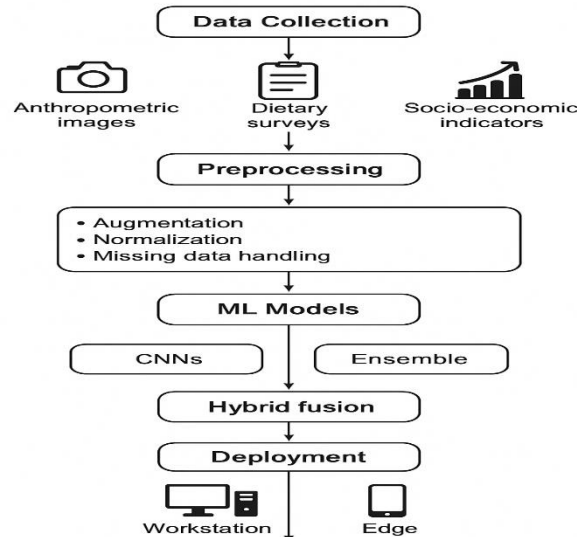 Data Collection
Anthropometric
images
Dietary
surveys
Socio-economic
indicators
Preprocessing
• Augmentation
• Normalization
• Missing data handling
ML Models
CNNs
Ensemble
Hybrid fusion
Deployment
Workstation
Edge